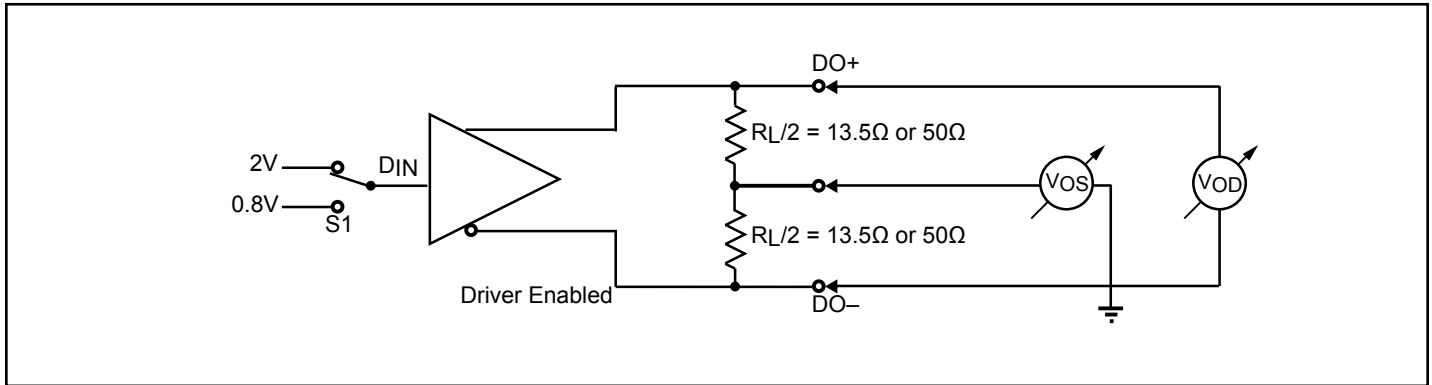 DO+
RL/2 = 13.5Ω or 50Ω
2V
DIN
VOS
VOD
0.8V
S1
RL/2 = 13.5Ω or 50Ω
Driver Enabled
DO–